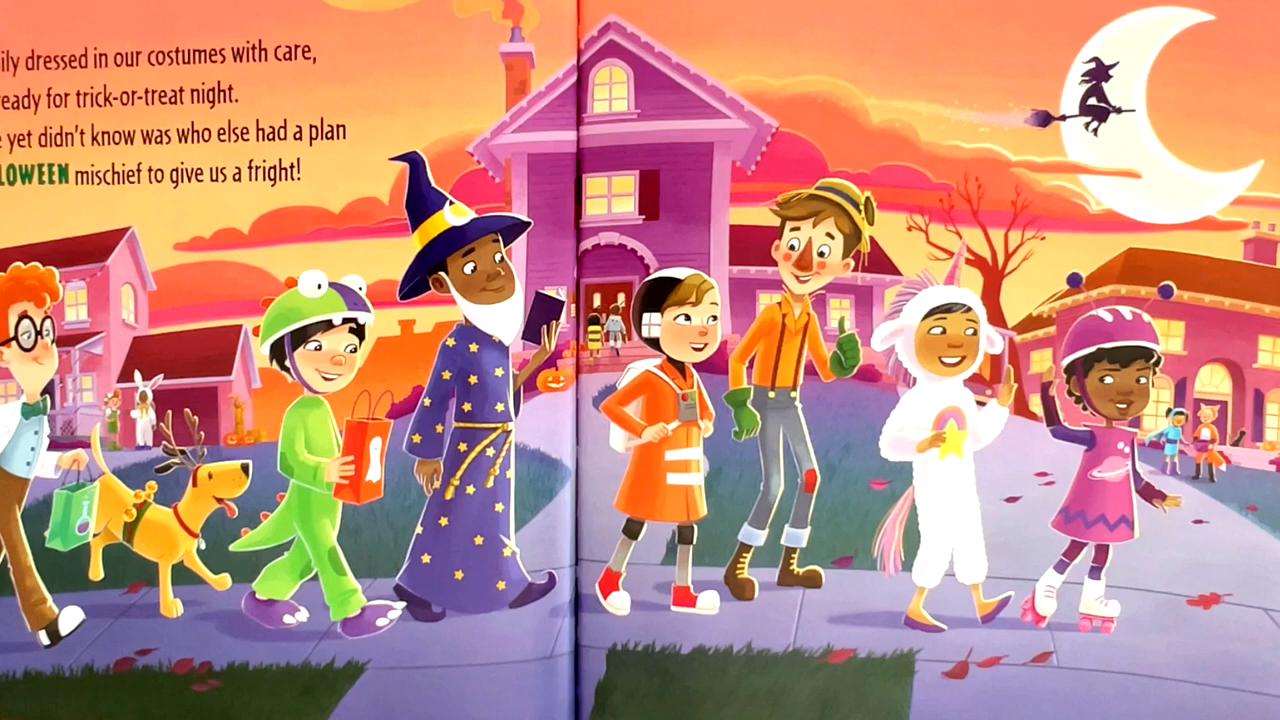 ily dressed in our costumes with care,
ready for trick-or-treat night.
e yet didn't know was who else had a plan
LOWEEN mischief to give us a fright!